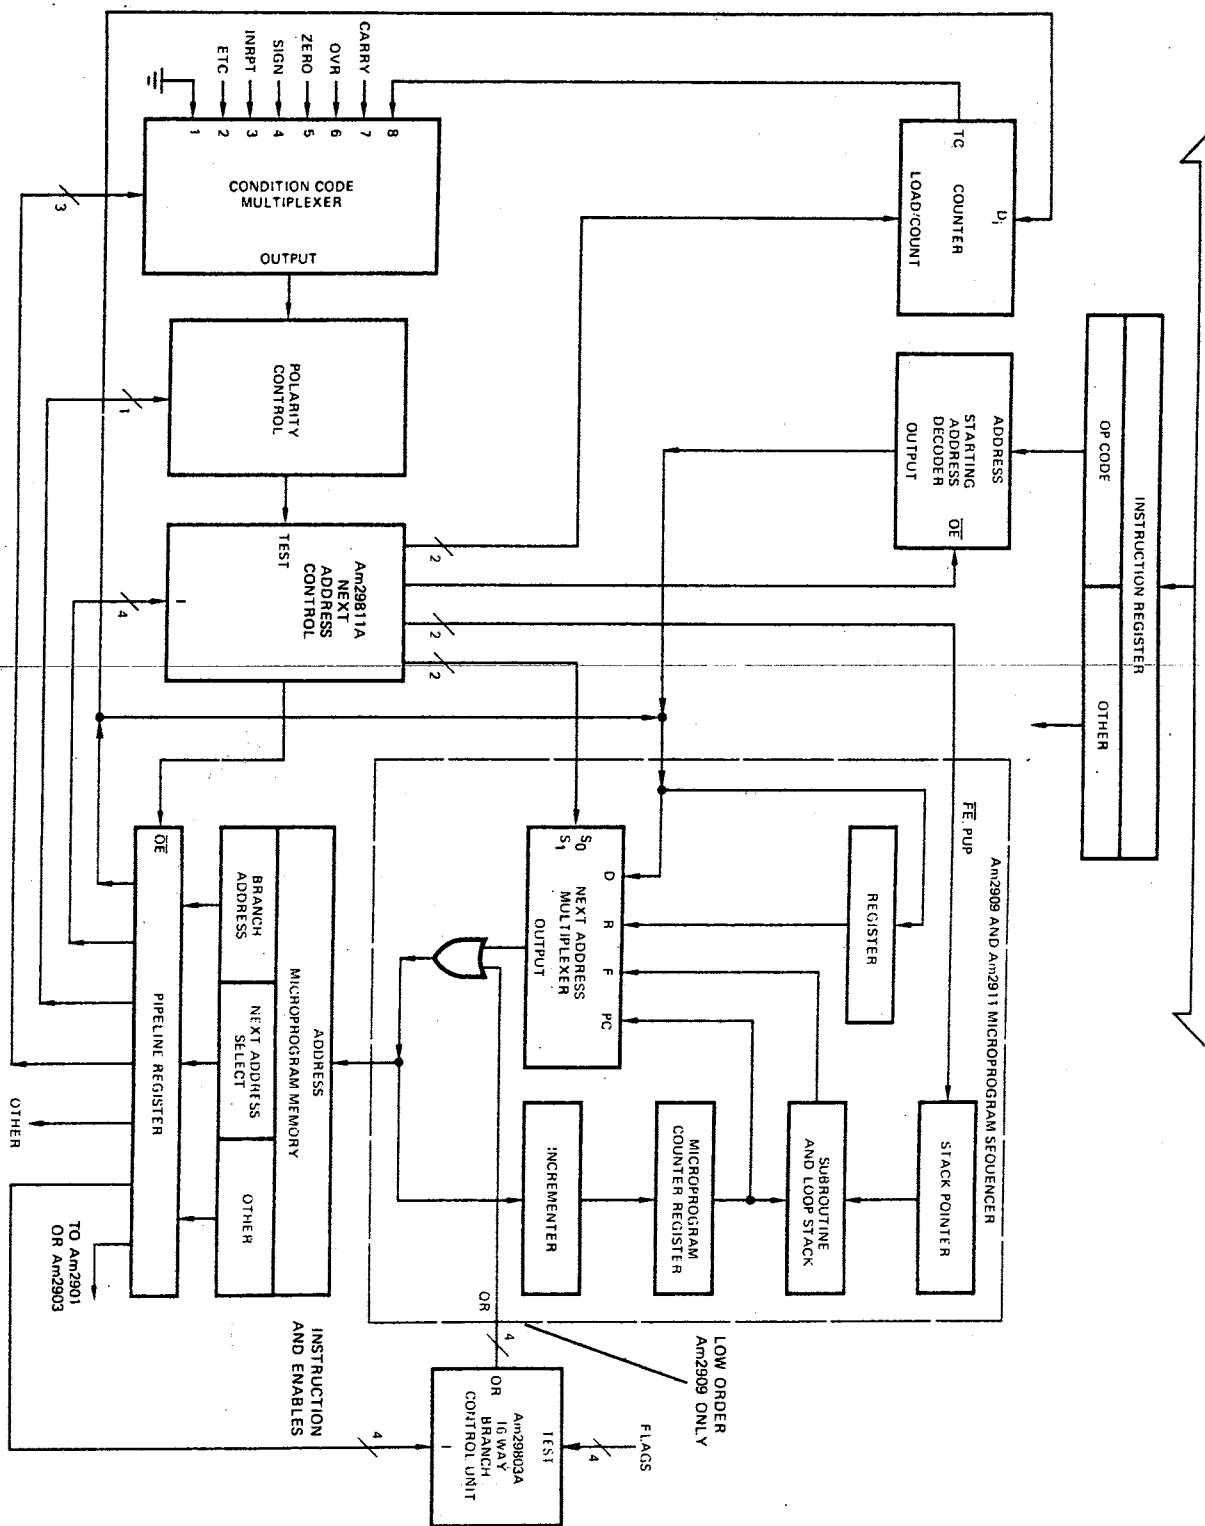 INSTRUCTION REGISTER
OP CODE
OTHER
Di
COUNTER
TC
LOAD/COUNT
ADDRESS
STARTING
ADDRESS
DECODER
OUTPUT
OE
CARRY
OVR
ZERO
SIGN
INRPT
ETC
8
7
6
5
4
3
2
1
CONDITION CODE
MULTIPLEXER
OUTPUT
3
POLARITY
CONTROL
1
TEST
Am29811A
NEXT
ADDRESS
CONTROL
I
4
2
2
2
FE, PUP
Am2909 AND Am2911 MICROPROGRAM SEQUENCER
REGISTER
STACK POINTER
SUBROUTINE
AND LOOP STACK
MICROPROGRAM
COUNTER REGISTER
INCREMENTER
D
R
F
PC
S0
S1
NEXT ADDRESS
MULTIPLEXER
OUTPUT
OR
4
LOW ORDER
Am2909 ONLY
FLAGS
4
TEST
Am29803A
16 WAY
BRANCH
CONTROL UNIT
OR
I
4
ADDRESS
MICROPROGRAM MEMORY
BRANCH
ADDRESS
NEXT ADDRESS
SELECT
OTHER
OE
PIPELINE REGISTER
OTHER
TO Am2901
OR Am2903
INSTRUCTION
AND ENABLES